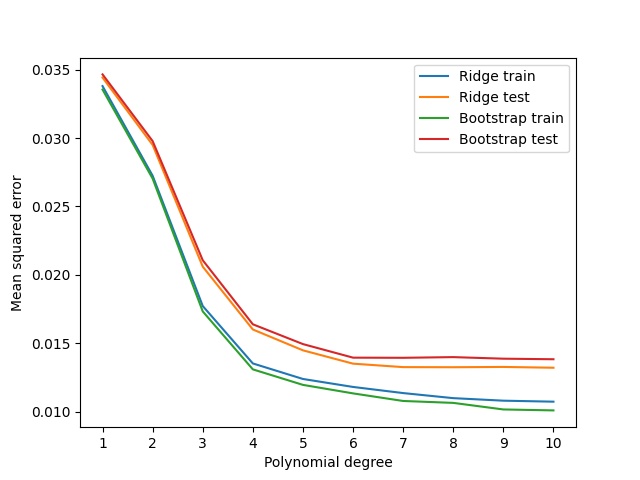 Mean squared error
0.035
0.030
0.025
0.020
0.015
0.010
Ridge train
Ridge test
Bootstrap train
Bootstrap test
1 2 3 4 5 6 7 8 9 10
Polynomial degree